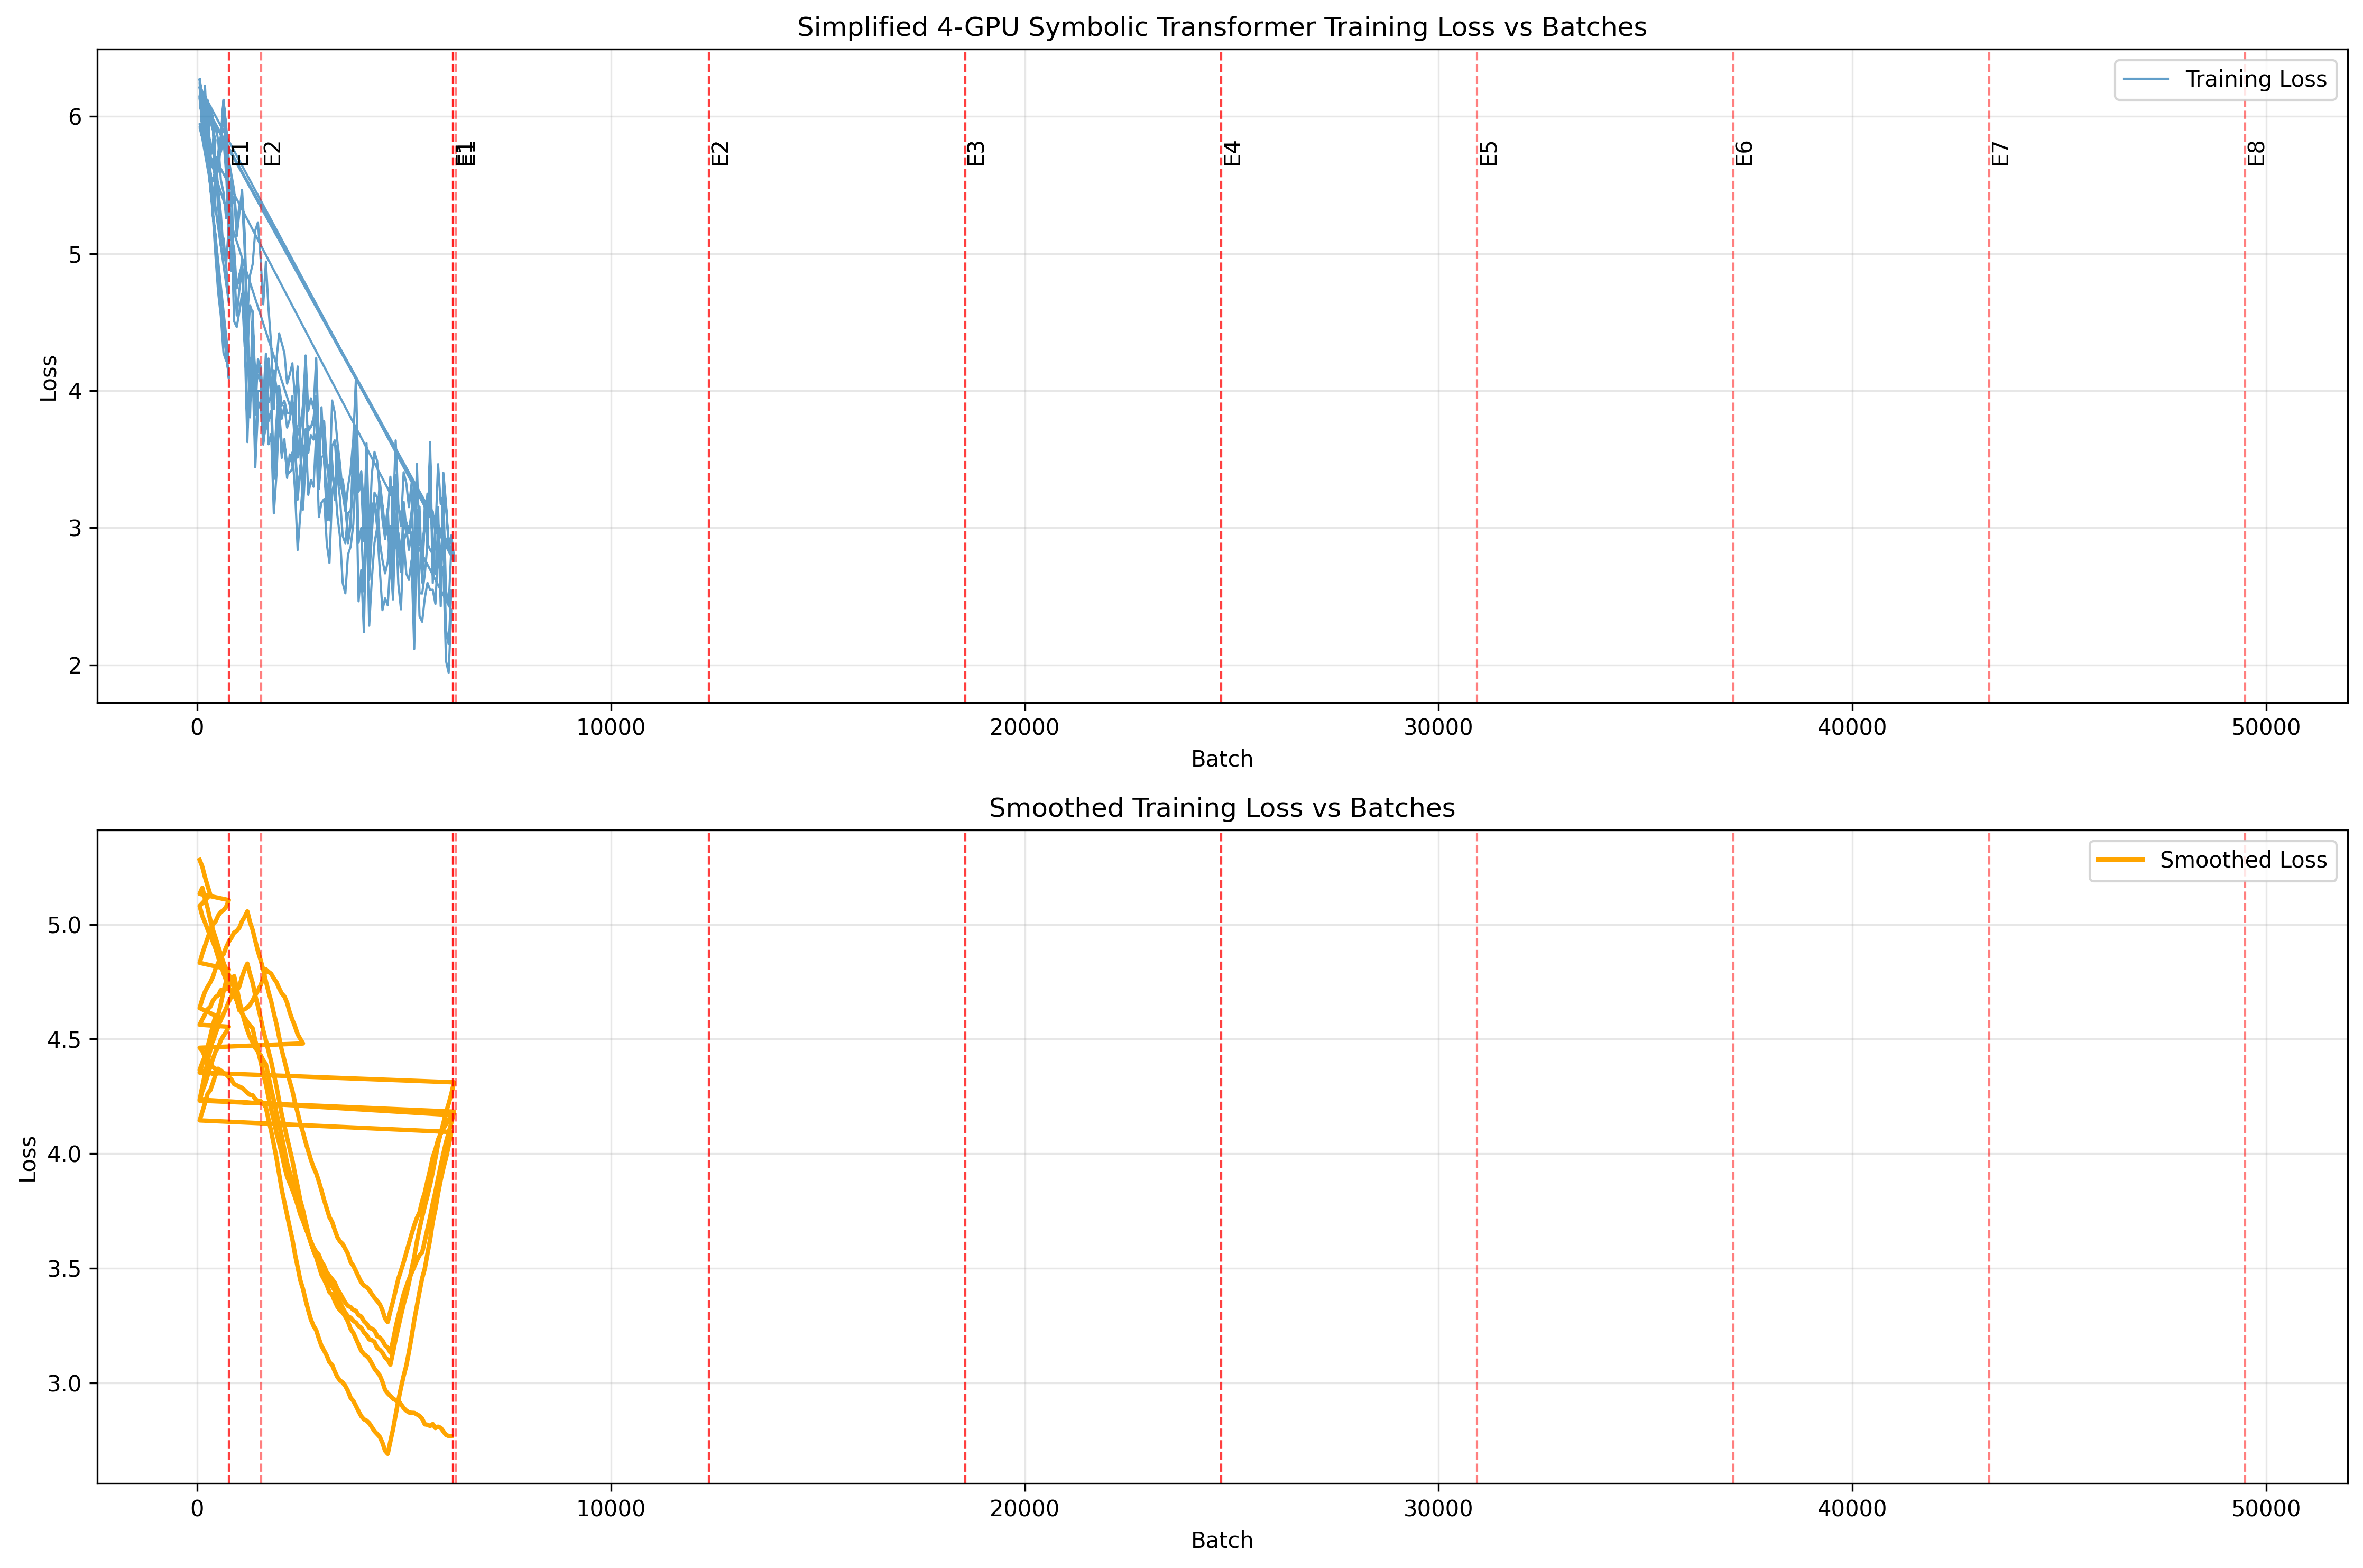 Simplified 4-GPU Symbolic Transformer Training Loss vs Batches
Training Loss
E1
E2
E1
E1
E2
E3
E4
E5
E6
E7
E8
Loss
6
5
4
3
2
0
10000
20000
30000
40000
50000
Batch
Smoothed Training Loss vs Batches
Smoothed Loss
Loss
5.0
4.5
4.0
3.5
3.0
0
10000
20000
30000
40000
50000
Batch